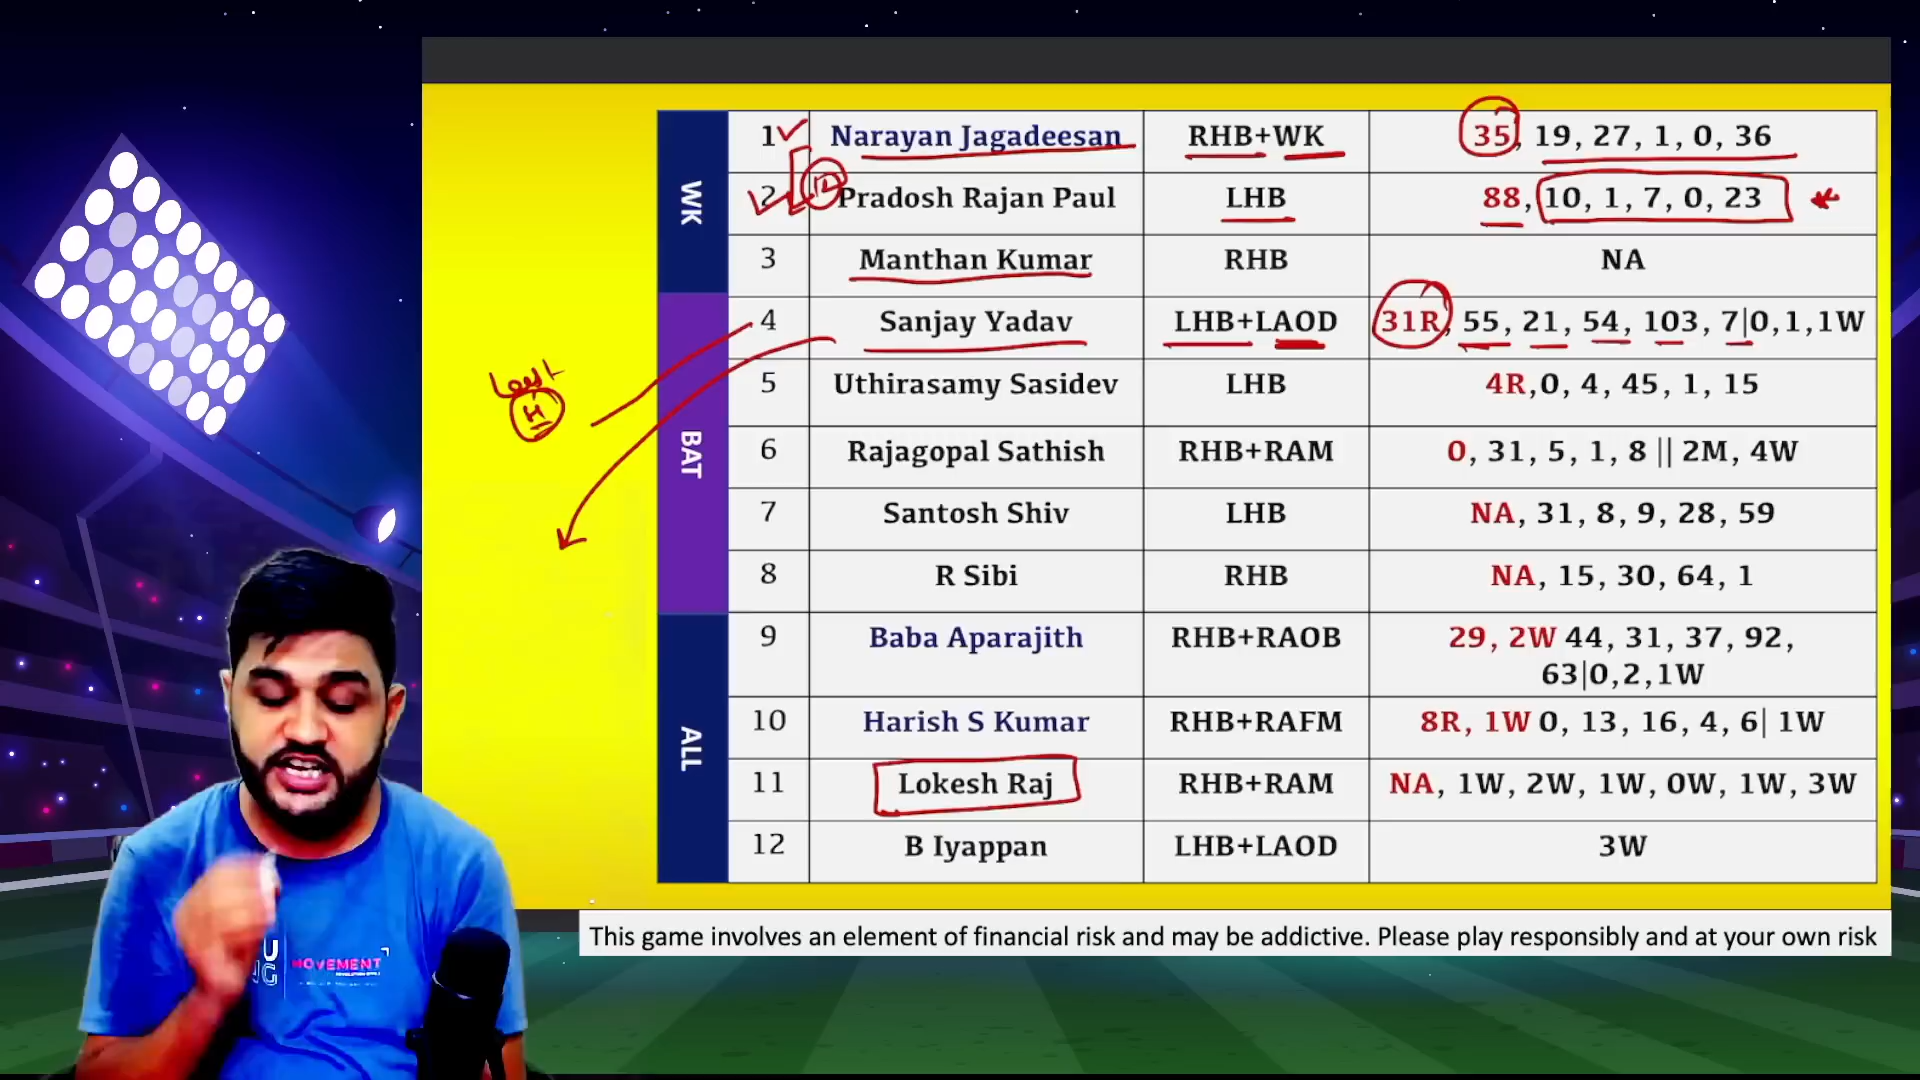 WK
1 Narayan Jagadeesan RHB+WK 35, 19, 27, 1, 0, 36
2 Pradosh Rajan Paul LHB 88, 10, 1, 7, 0, 23
3 Manthan Kumar RHB NA
BAT
4 Sanjay Yadav LHB+LAOD 31R, 55, 21, 54, 103, 7|0,1,1W
5 Uthirasamy Sasidev LHB 4R,0, 4, 45, 1, 15
6 Rajagopal Sathish RHB+RAM 0, 31, 5, 1, 8 || 2M, 4W
7 Santosh Shiv LHB NA, 31, 8, 9, 28, 59
8 R Sibi RHB NA, 15, 30, 64, 1
ALL
9 Baba Aparajith RHB+RAOB 29, 2W 44, 31, 37, 92,
63|0,2,1W
10 Harish S Kumar RHB+RAFM 8R, 1W 0, 13, 16, 4, 6| 1W
11 Lokesh Raj RHB+RAM NA, 1W, 2W, 1W, 0W, 1W, 3W
12 B Iyappan LHB+LAOD 3W
This game involves an element of financial risk and may be addictive. Please play responsibly and at your own risk
MOVEMENT